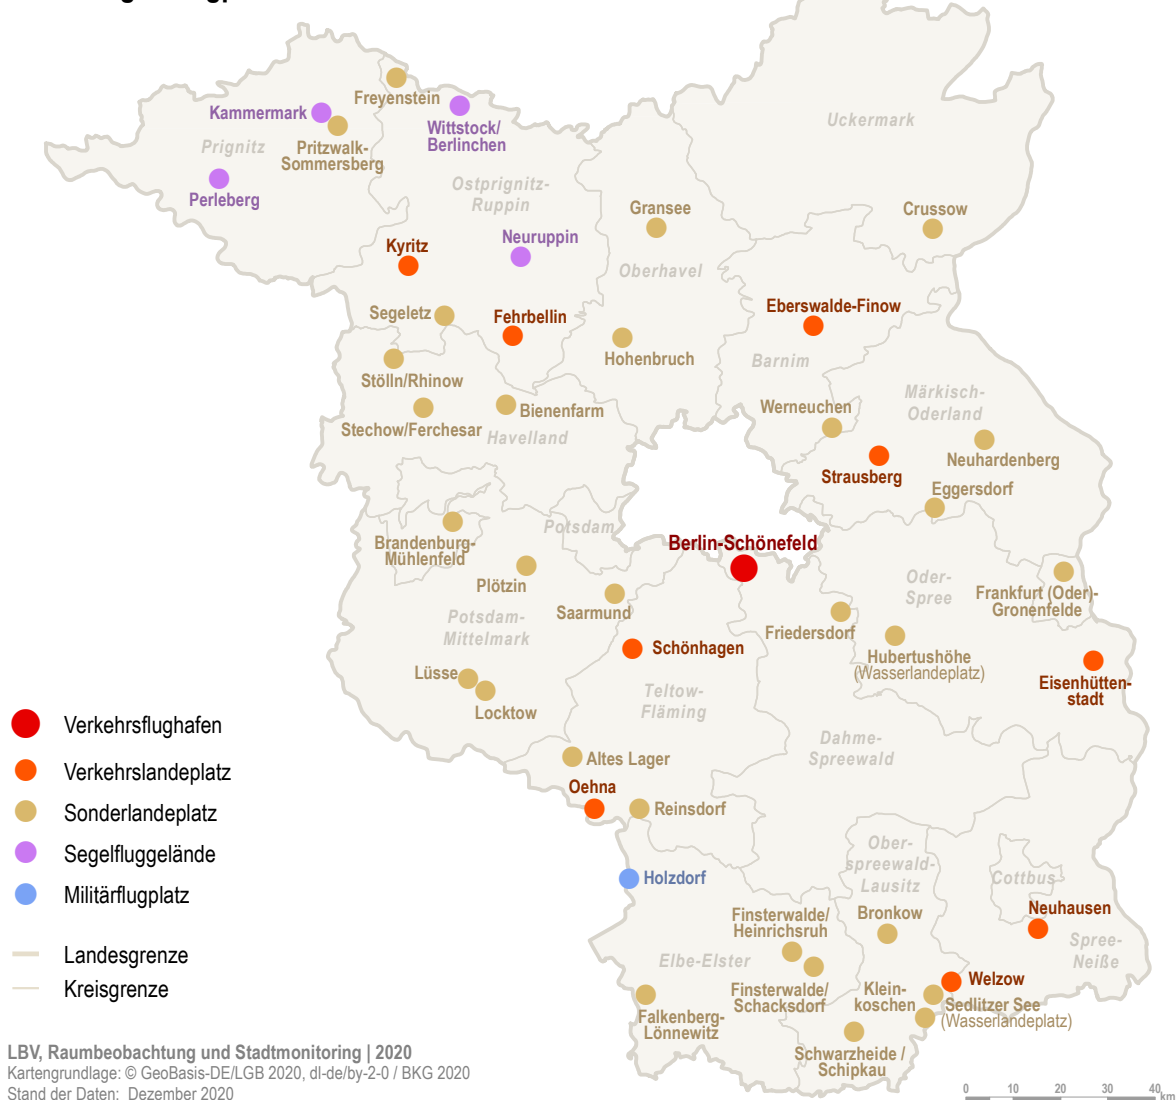 Freyenstein
Kammermark
Wittstock/
Berlinchen
Uckermark
Prignitz
Pritzwalk-
Sommersberg
Perleberg
Ostprignitz-
Ruppin
Gransee
Crussow
Neuruppin
Kyritz
Oberhavel
Segeletz
Fehrbellin
Eberswalde-Finow
Hohenbruch
Barnim
Stölln/Rhinow
Märkisch-
Oderland
Bienenfarm
Werneuchen
Stechow/Ferchesar
Havelland
Neuhardenberg
Strausberg
Eggersdorf
Potsdam
Brandenburg-
Mühlenfeld
Berlin-Schönefeld
Plötzin
Oder-
Spree
Frankfurt (Oder)-
Gronenfelde
Saarmund
Potsdam-
Mittelmark
Friedersdorf
Schönhagen
Hubertushöhe
(Wasserlandeplatz)
Eisenhütten-
stadt
Lüsse
Locktow
Teltow-
Fläming
Verkehrsflughafen
Dahme-
Spreewald
Altes Lager
Verkehrslandeplatz
Oehna
Reinsdorf
Sonderlandeplatz
Segelfluggelände
Ober-
spreewald-
Lausitz
Holzdorf
Cottbus
Militärflugplatz
Neuhausen
Finsterwalde/
Heinrichsruh
Bronkow
Spree-
Neiße
Landesgrenze
Elbe-Elster
Kreisgrenze
Welzow
Finsterwalde/
Schacksdorf
Klein-
koschen
Sedlitzer See
(Wasserlandeplatz)
Falkenberg-
Lönnewitz
Schwarzheide /
Schipkau
LBV, Raumbeobachtung und Stadtmonitoring | 2020
Kartengrundlage: © GeoBasis-DE/LGB 2020, dl-de/by-2-0 / BKG 2020
Stand der Daten: Dezember 2020
0 10 20 30 40 km